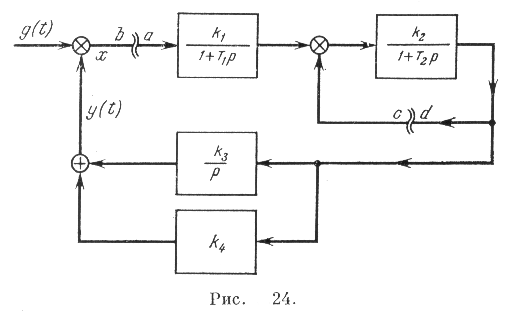 g(t)
b
a
x
k₁
1+T₁p
k₂
1+T₂p
c
d
y(t)
k₃
p
+
k₄
Рис. 24.